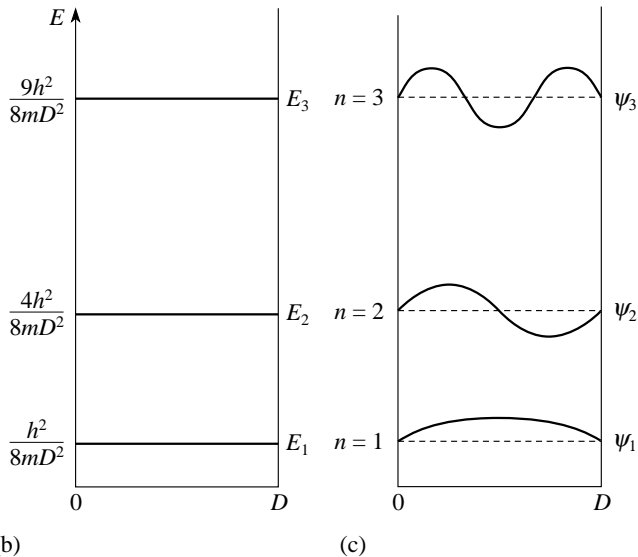 E
9h²
8mD²
E₃
4h²
8mD²
E₂
h²
8mD²
E₁
0
D
b)
n = 3
ψ₃
n = 2
ψ₂
n = 1
ψ₁
0
D
(c)